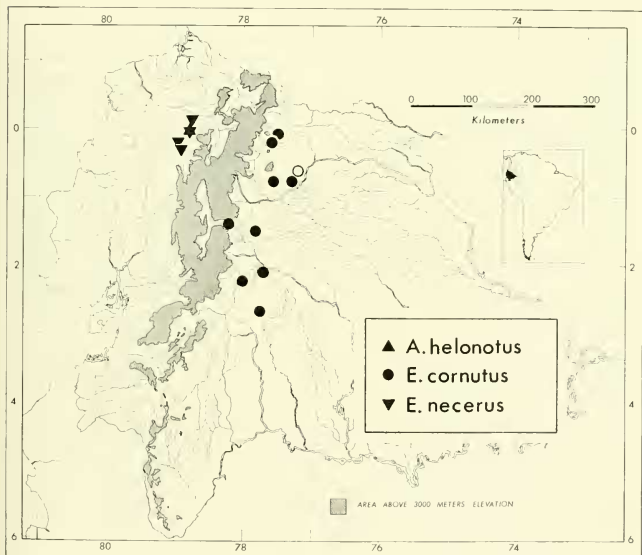 80 78 76 74
0 100 200 300
Kilometers
0 0
2 2
▲ A. helonotus
● E. cornutus
▼ E. necerus
4 4
AREA ABOVE 3000 METERS ELEVATION
6 6
80 78 76 74